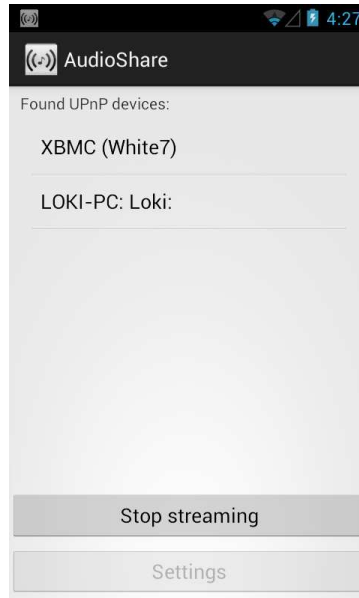 4:27
AudioShare
Found UPnP devices:
XBMC (White7)
LOKI-PC: Loki:
Stop streaming
Settings